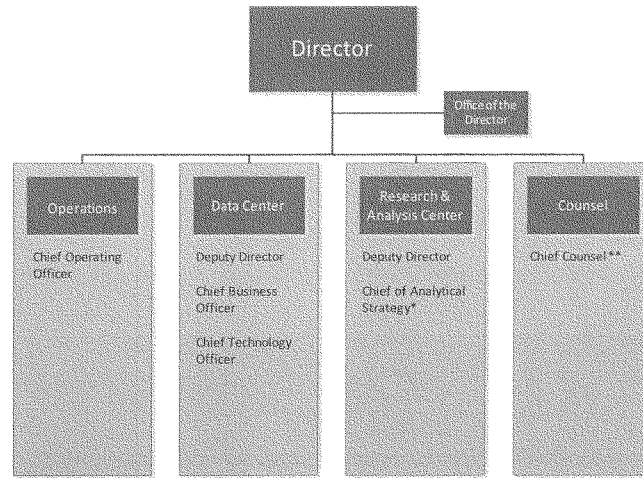 Director
Office of the
Director
Operations
Chief Operating
Officer
Data Center
Deputy Director
Chief Business
Officer
Chief Technology
Officer
Research &
Analysis Center
Deputy Director
Chief of Analytical
Strategy*
Counsel
Chief Counsel**